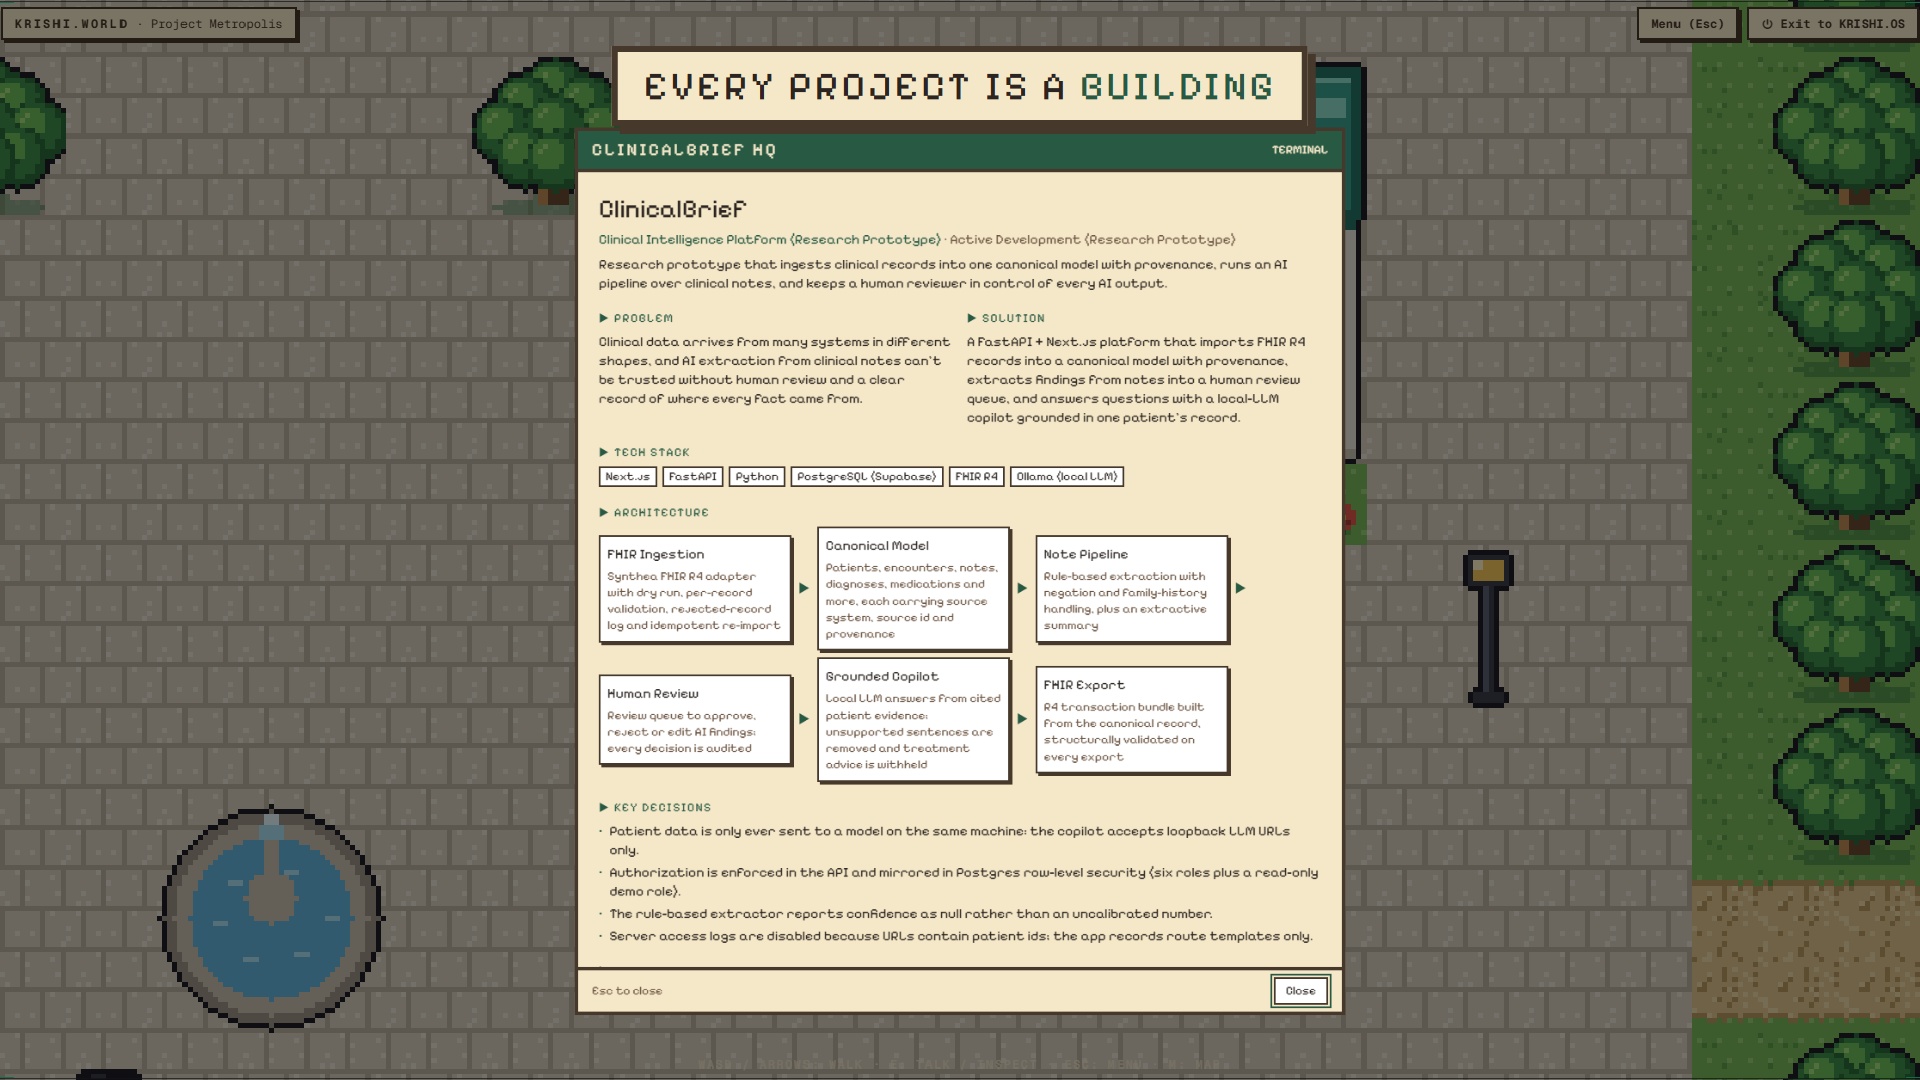 KRISHI.WORLD · Project Metropolis
Menu (Esc)
Exit to KRISHI.OS
EVERY PROJECT IS A BUILDING
CLINICALBRIEF HQ
TERMINAL
ClinicalBrief
Clinical Intelligence Platform (Research Prototype) · Active Development (Research Prototype)
Research prototype that ingests clinical records into one canonical model with provenance, runs an AI
pipeline over clinical notes, and keeps a human reviewer in control of every AI output.
▶ PROBLEM
Clinical data arrives from many systems in different
shapes, and AI extraction from clinical notes can't
be trusted without human review and a clear
record of where every fact came from.
▶ SOLUTION
A FastAPI + Next.js platform that imports FHIR R4
records into a canonical model with provenance,
extracts findings from notes into a human review
queue, and answers questions with a local-LLM
copilot grounded in one patient's record.
▶ TECH STACK
Next.js
FastAPI
Python
PostgreSQL (Supabase)
FHIR R4
Ollama (local LLM)
▶ ARCHITECTURE
FHIR Ingestion
Synthea FHIR R4 adapter
with dry run, per-record
validation, rejected-record
log and idempotent re-import
Canonical Model
Patients, encounters, notes,
diagnoses, medications and
more, each carrying source
system, source id and
provenance
Note Pipeline
Rule-based extraction with
negation and family-history
handling, plus an extractive
summary
Human Review
Review queue to approve,
reject or edit AI findings;
every decision is audited
Grounded Copilot
Local LLM answers from cited
patient evidence;
unsupported sentences are
removed and treatment
advice is withheld
FHIR Export
R4 transaction bundle built
from the canonical record,
structurally validated on
every export
▶ KEY DECISIONS
· Patient data is only ever sent to a model on the same machine: the copilot accepts loopback LLM URLs
only.
· Authorization is enforced in the API and mirrored in Postgres row-level security (six roles plus a read-only
demo role).
· The rule-based extractor reports confidence as null rather than an uncalibrated number.
· Server access logs are disabled because URLs contain patient ids; the app records route templates only.
Esc to close
Close
WASD / ARROWS WALK · E TALK / INSPECT · ESC MENU · M MAP